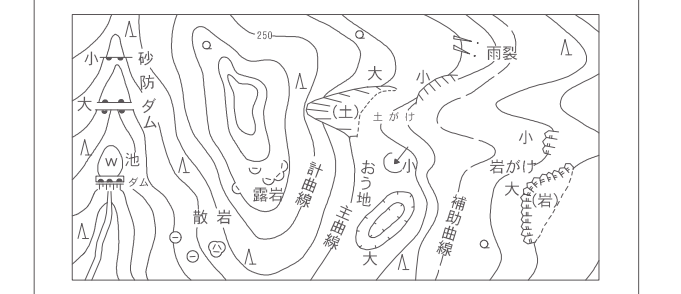 小
砂防ダム
大
W
池
ダム
250
大
(土)
土がけ
小
雨裂
小
岩がけ
大
(岩)
小
おう地
大
露岩
散岩
計曲線
主曲線
補助曲線